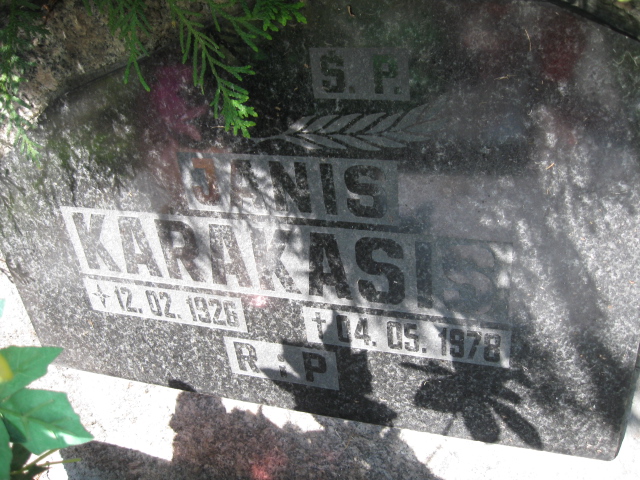 S. P.
JANIS
KARAKASIS
12. 02. 1926
† 04. 05. 1978
R . P